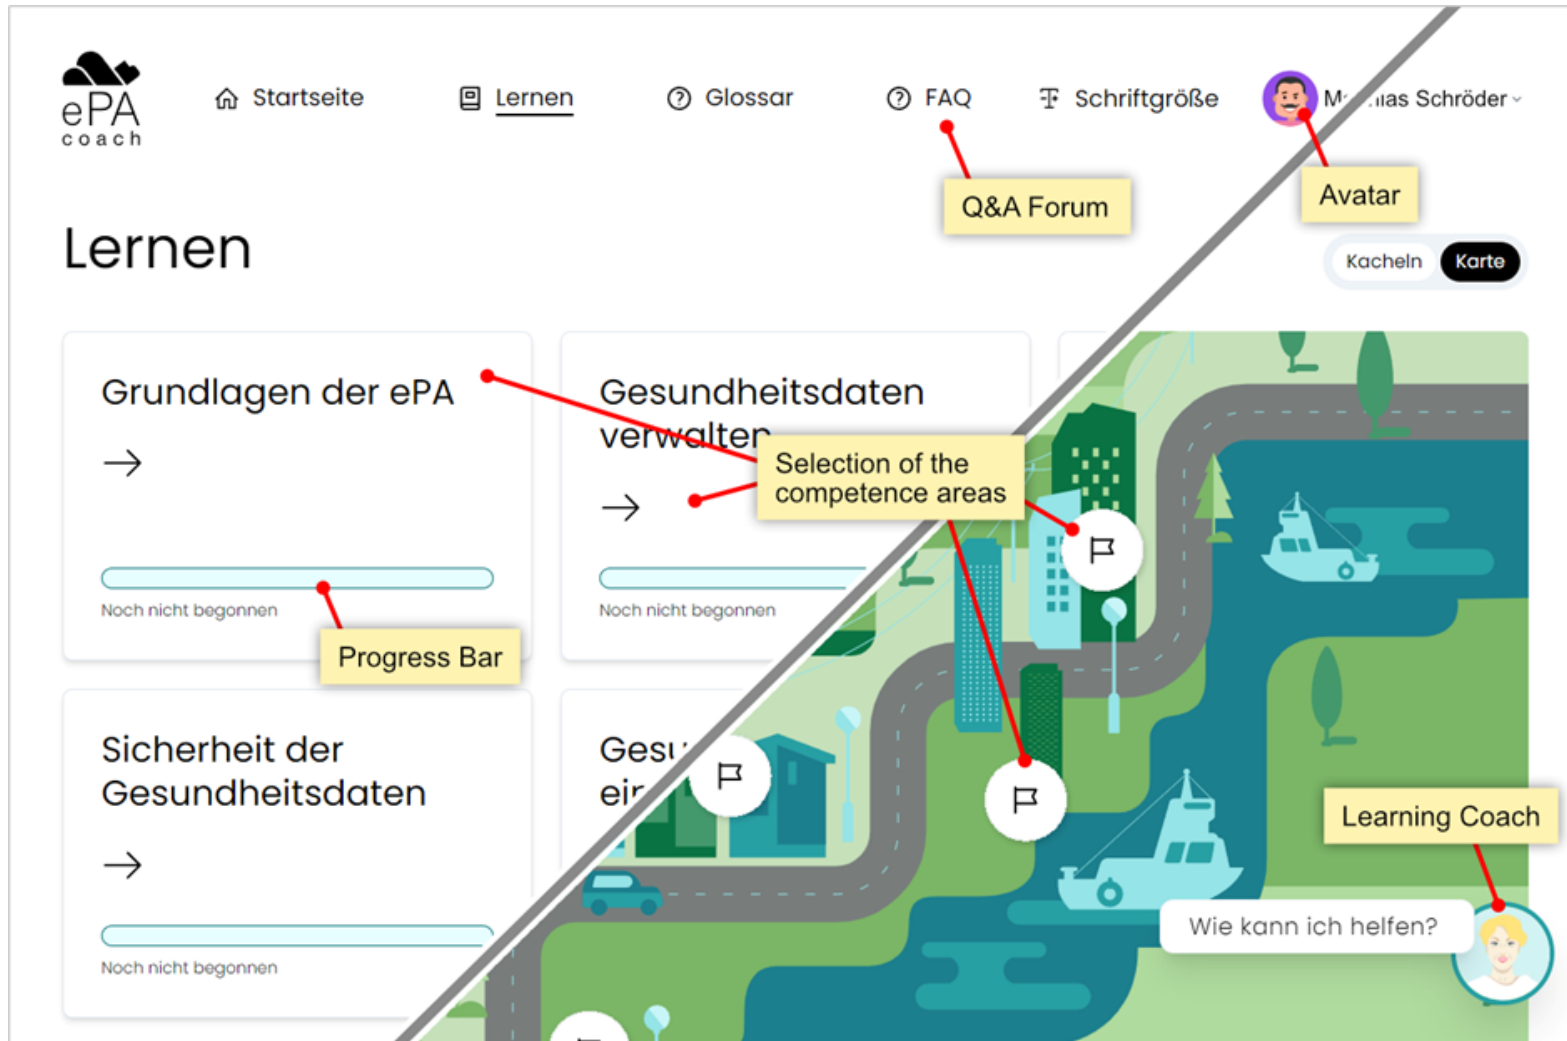 ePA
coach
Startseite
Lernen
Glossar
FAQ
Schriftgröße
Schröder
Q&A Forum
Avatar
Lernen
Kacheln
Karte
Grundlagen der ePA
Gesundheitsdaten
verwalten
Selection of the
competence areas
Noch nicht begonnen
Noch nicht begonnen
Progress Bar
Sicherheit der
Gesundheitsdaten
Learning Coach
Wie kann ich helfen?
Noch nicht begonnen